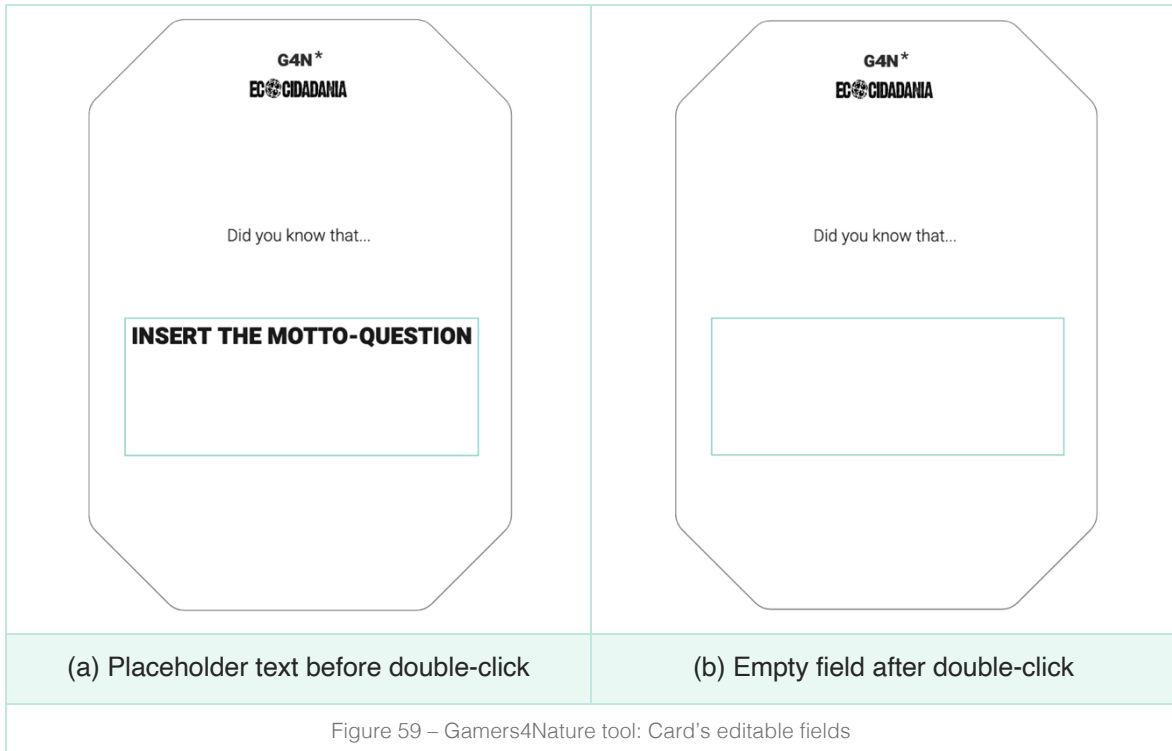 G4N*
ECOCIDADANIA
Did you know that...
INSERT THE MOTTO-QUESTION
G4N*
ECOCIDADANIA
Did you know that...
(a) Placeholder text before double-click
(b) Empty field after double-click
Figure 59 – Gamers4Nature tool: Card's editable fields